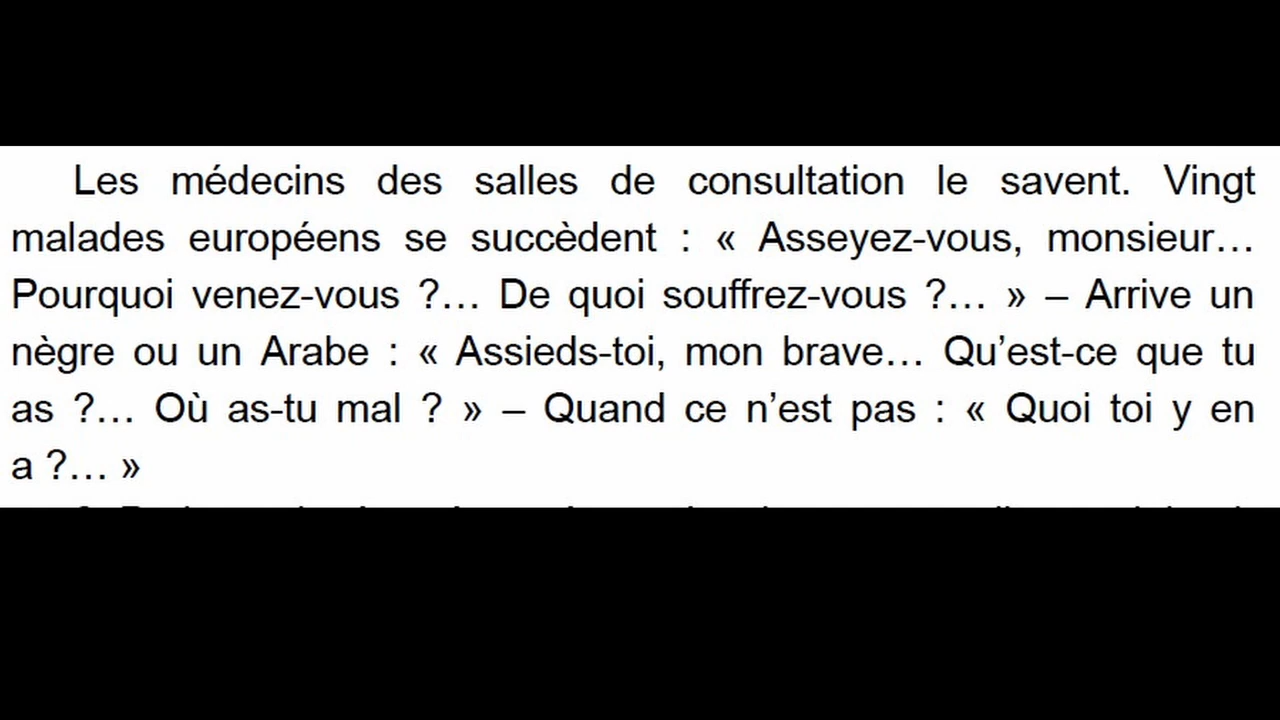 Les médecins des salles de consultation le savent. Vingt
malades européens se succèdent : « Asseyez-vous, monsieur…
Pourquoi venez-vous ?… De quoi souffrez-vous ?… » – Arrive un
nègre ou un Arabe : « Assieds-toi, mon brave… Qu’est-ce que tu
as ?… Où as-tu mal ? » – Quand ce n’est pas : « Quoi toi y en
a ?… »